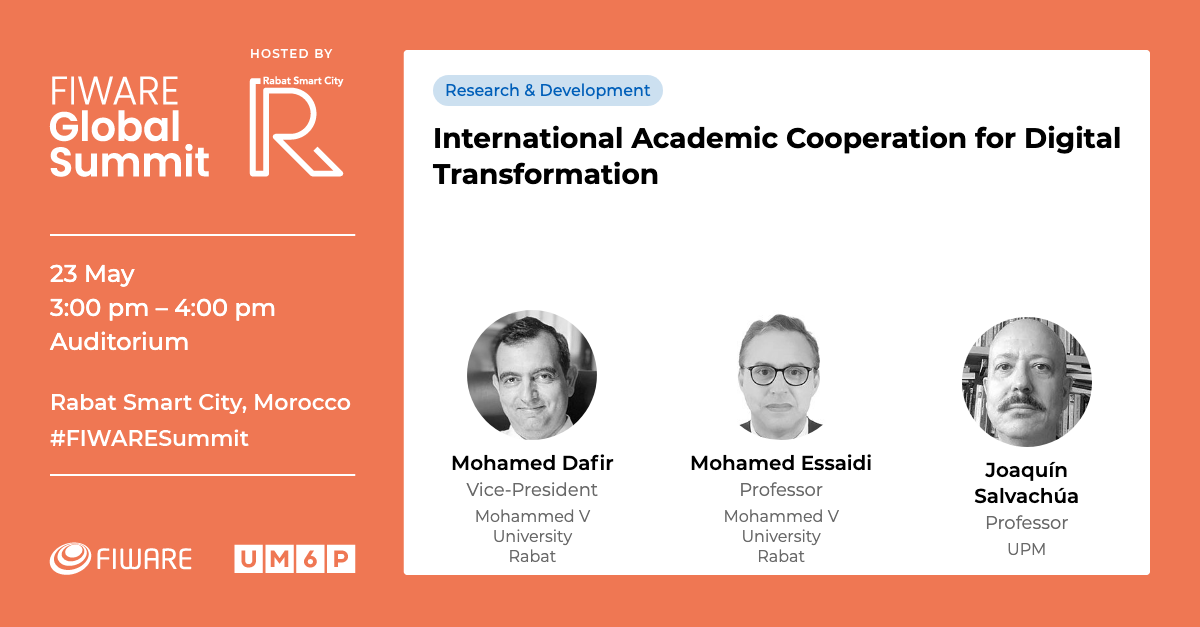 HOSTED BY
FIWARE
Global
Summit
Rabat Smart City
R
23 May
3:00 pm – 4:00 pm
Auditorium
Rabat Smart City, Morocco
#FIWARESummit
FIWARE
UM6P
Research & Development
International Academic Cooperation for Digital
Transformation
Mohamed Dafir
Vice-President
Mohammed V
University
Rabat
Mohamed Essaidi
Professor
Mohammed V
University
Rabat
Joaquín
Salvachúa
Professor
UPM